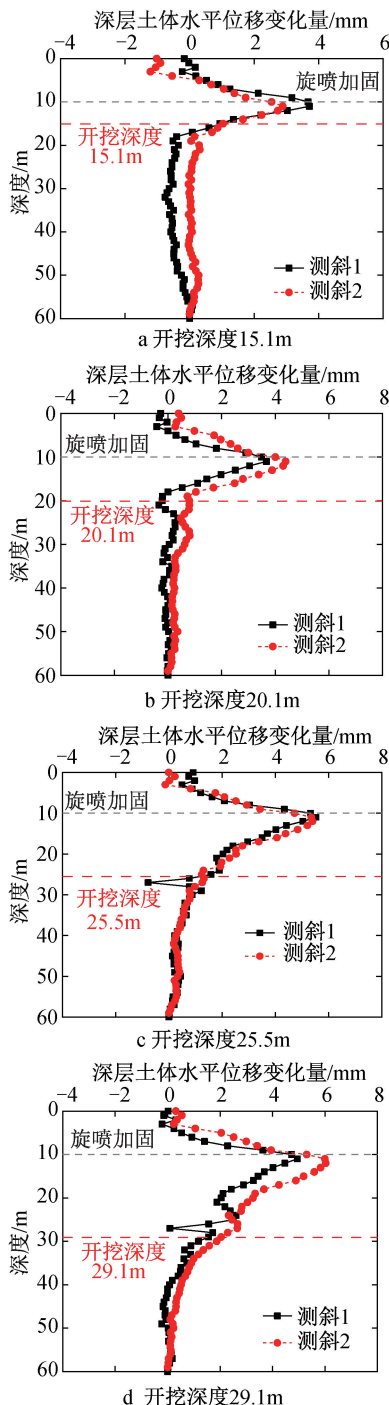 深层土体水平位移变化量/mm
−4 −2 0 2 4 6
0
旋喷加固
10
开挖深度
15.1m
20
30
深度/m
40
测斜1
50
测斜2
60
a 开挖深度15.1m
深层土体水平位移变化量/mm
−4 −2 0 2 4 6 8
0
旋喷加固
10
20
开挖深度
20.1m
30
深度/m
40
测斜1
50
测斜2
60
b 开挖深度20.1m
深层土体水平位移变化量/mm
−4 −2 0 2 4 6 8
0
旋喷加固
10
20
开挖深度
25.5m
30
深度/m
40
测斜1
测斜2
50
60
c 开挖深度25.5m
深层土体水平位移变化量/mm
−4 −2 0 2 4 6 8
0
旋喷加固
10
20
开挖深度
29.1m
30
深度/m
40
测斜1
50
测斜2
60
d 开挖深度29.1m